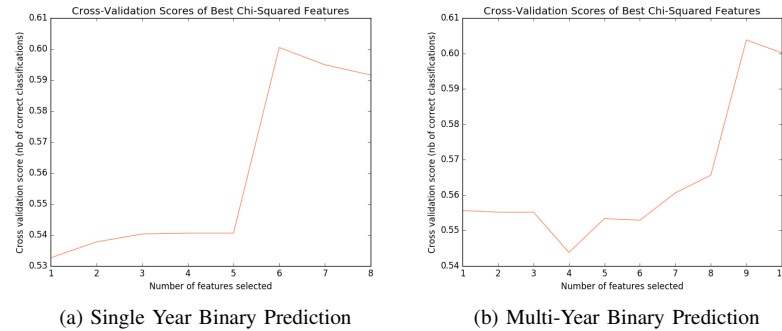 Cross-Validation Scores of Best Chi-Squared Features
Cross validation score (nb of correct classifications)
0.61
0.60
0.59
0.58
0.57
0.56
0.55
0.54
0.53
1 2 3 4 5 6 7 8
Number of features selected
(a) Single Year Binary Prediction
Cross-Validation Scores of Best Chi-Squared Features
Cross validation score (nb of correct classifications)
0.61
0.60
0.59
0.58
0.57
0.56
0.55
0.54
1 2 3 4 5 6 7 8 9 1
Number of features selected
(b) Multi-Year Binary Prediction